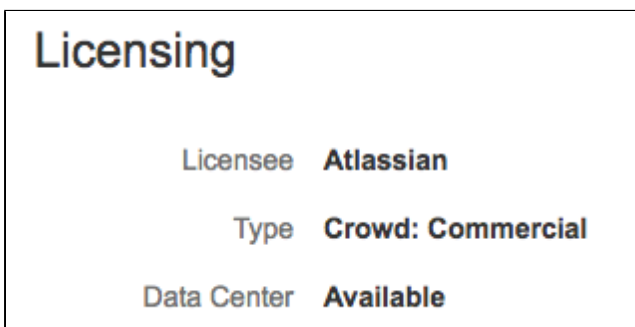 Licensing
Licensee Atlassian
Type Crowd: Commercial
Data Center Available